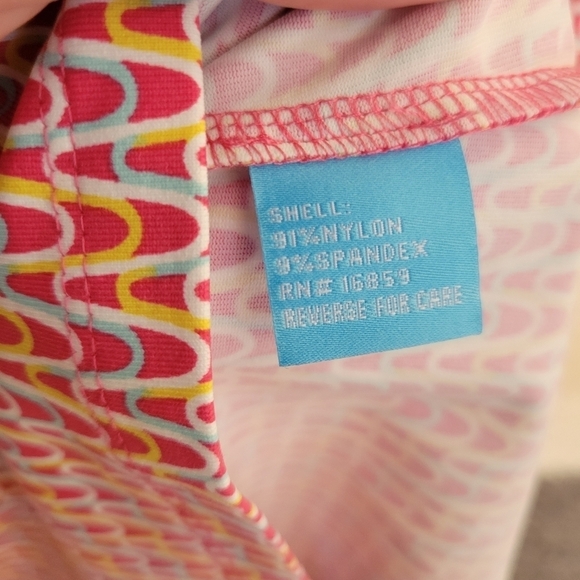 SHELL:
91%NYLON
9%SPANDEX
RN# 16859
REVERSE FOR CARE